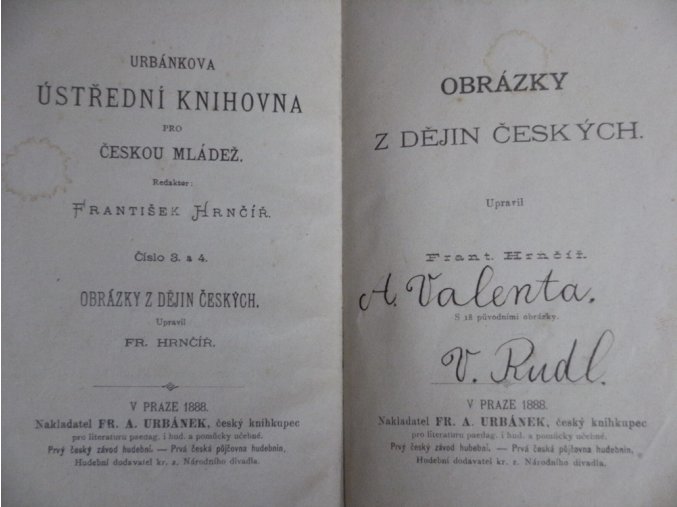 URBÁNKOVA
ÚSTŘEDNÍ KNIHOVNA
PRO
ČESKOU MLÁDEŽ.
Redaktor:
FRANTIŠEK HRNČÍŘ.
Číslo 3. a 4.
OBRÁZKY Z DĚJIN ČESKÝCH.
Upravil
FR. HRNČÍŘ.
V PRAZE 1888.
Nakladatel FR. A. URBÁNEK, český knihkupec
pro literaturu paedag. i hud. a pomůcky učebné.
Prvý český závod hudební. — Prvá česká půjčovna hudebnin,
Hudební dodavatel kr. z. Národního divadla.
OBRÁZKY
Z DĚJIN ČESKÝCH.
Upravil
Frant. Hrnčíř.
A. Valenta.
S 18 původními obrázky.
V. Rudl.
V PRAZE 1888.
Nakladatel FR. A. URBÁNEK, český knihkupec
pro literaturu paedag. i hud. a pomůcky učebné.
Prvý český závod hudební. — Prvá česká půjčovna hudebnin,
Hudební dodavatel kr. z. Národního divadla.